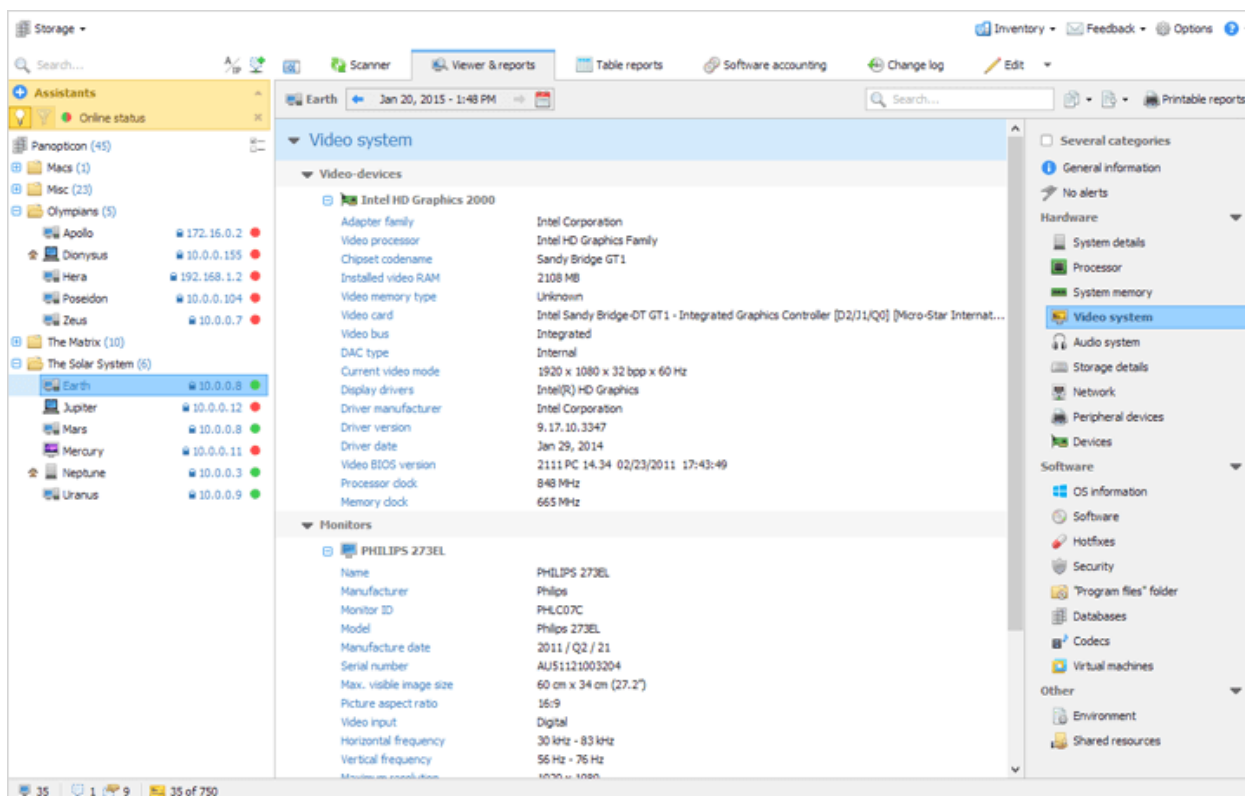 Storage
Inventory Feedback Options
Search...
Scanner Viewer & reports Table reports Software accounting Change log Edit
Assistants
Online status
Earth Jan 20, 2015 - 1:48 PM Search... Printable reports
Panopticon (45)
Macs (1)
Misc (23)
Olympians (5)
Apollo 172.16.0.2
Dionysus 10.0.0.155
Hera 192.168.1.2
Poseidon 10.0.0.104
Zeus 10.0.0.7
The Matrix (10)
The Solar System (6)
Earth 10.0.0.8
Jupiter 10.0.0.12
Mars 10.0.0.8
Mercury 10.0.0.11
Neptune 10.0.0.3
Uranus 10.0.0.9
Video system
Video-devices
Intel HD Graphics 2000
Adapter family Intel Corporation
Video processor Intel HD Graphics Family
Chipset codename Sandy Bridge GT1
Installed video RAM 2108 MB
Video memory type Unknown
Video card Intel Sandy Bridge-DT GT1 - Integrated Graphics Controller [D2/J1/Q0] [Micro-Star Internat...
Video bus Integrated
DAC type Internal
Current video mode 1920 x 1080 x 32 bpp x 60 Hz
Display drivers Intel(R) HD Graphics
Driver manufacturer Intel Corporation
Driver version 9.17.10.3347
Driver date Jan 29, 2014
Video BIOS version 2111 PC 14.34 02/23/2011 17:43:49
Processor clock 848 MHz
Memory clock 665 MHz
Monitors
PHILIPS 273EL
Name PHILIPS 273EL
Manufacturer Philips
Monitor ID PHLC07C
Model Philips 273EL
Manufacture date 2011 / Q2 / 21
Serial number AU51121003204
Max. visible image size 60 cm x 34 cm (27.2")
Picture aspect ratio 16:9
Video input Digital
Horizontal frequency 30 kHz - 83 kHz
Vertical frequency 56 Hz - 76 Hz
Maximum resolution 1920 x 1080
Several categories
General information
No alerts
Hardware
System details
Processor
System memory
Video system
Audio system
Storage details
Network
Peripheral devices
Devices
Software
OS information
Software
Hotfixes
Security
"Program files" folder
Databases
Codecs
Virtual machines
Other
Environment
Shared resources
35 1 9 35 of 750